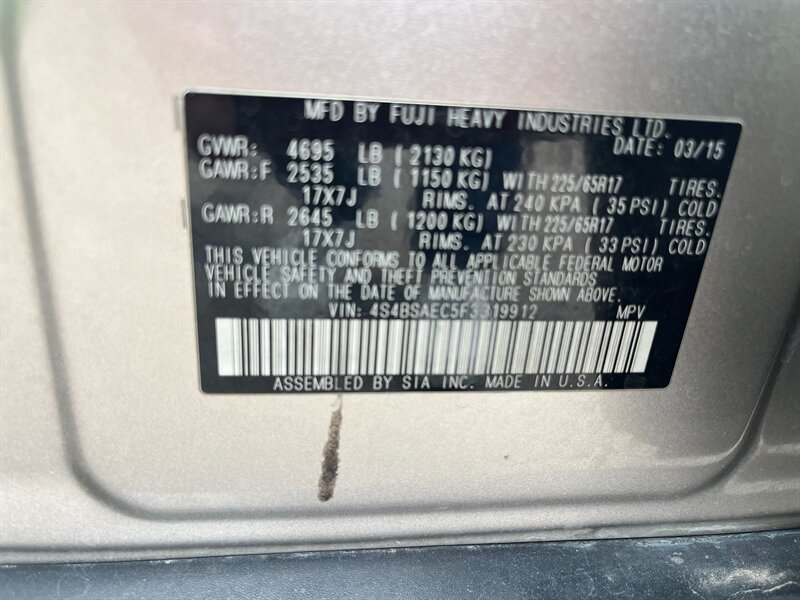 MFD BY FUJI HEAVY INDUSTRIES LTD.
DATE: 03/15
GVWR: 4695 LB ( 2130 KG)
GAWR:F 2535 LB ( 1150 KG) WITH 225/65R17 TIRES.
17X7J RIMS. AT 240 KPA ( 35 PSI) COLD
GAWR:R 2645 LB ( 1200 KG) WITH 225/65R17 TIRES.
17X7J RIMS. AT 230 KPA ( 33 PSI) COLD
THIS VEHICLE CONFORMS TO ALL APPLICABLE FEDERAL MOTOR
VEHICLE SAFETY AND THEFT PREVENTION STANDARDS
IN EFFECT ON THE DATE OF MANUFACTURE SHOWN ABOVE.
VIN: 4S4BSAEC5F3319912 MPV
ASSEMBLED BY SIA INC. MADE IN U.S.A.